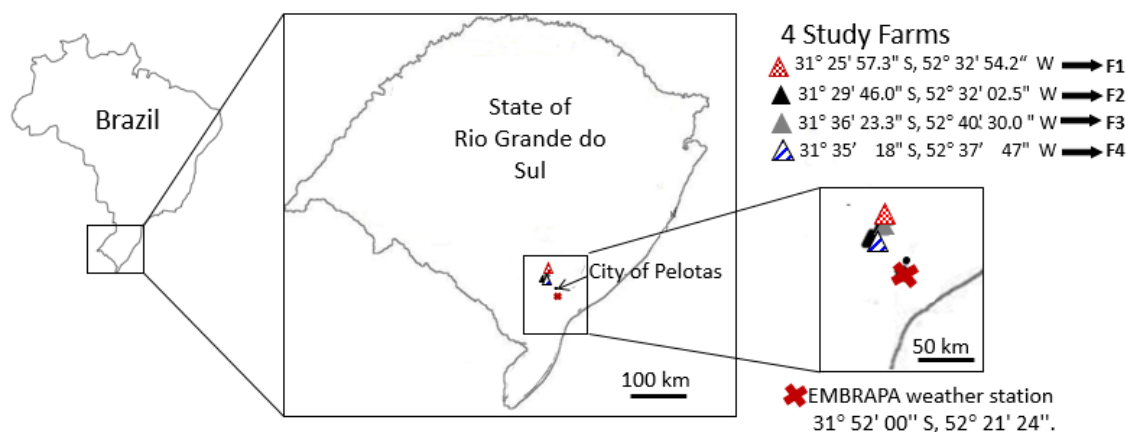 Brazil
State of
Rio Grande do
Sul
City of Pelotas
100 km
4 Study Farms
31° 25' 57.3" S, 52° 32' 54.2“ W F1
31° 29' 46.0" S, 52° 32' 02.5" W F2
31° 36' 23.3" S, 52° 40'. 30.0 " W F3
31° 35’ 18" S, 52° 37’ 47" W F4
50 km
EMBRAPA weather station
31° 52' 00'' S, 52° 21' 24''.